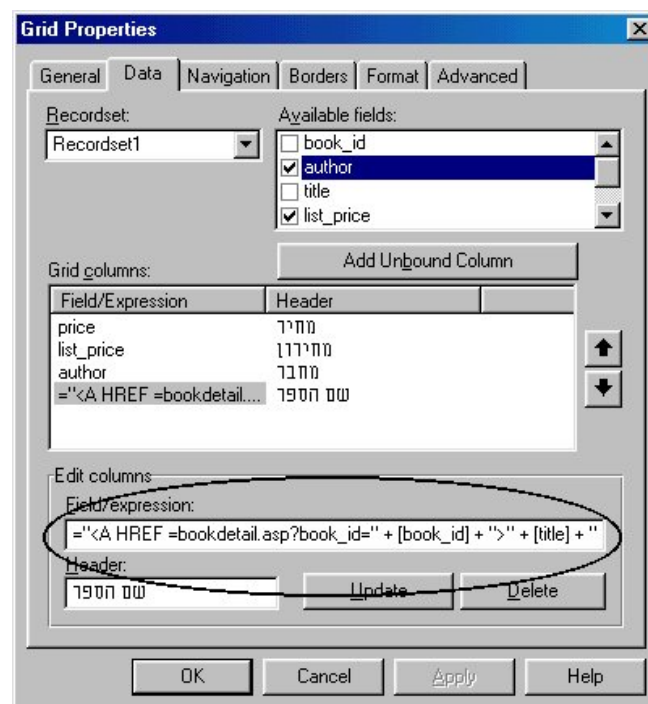 Grid Properties
General Data Navigation Borders Format Advanced
Recordset: Available fields:
Recordset1
book_id
author
title
list_price
Add Unbound Column
Grid columns:
Field/Expression Header
price מחיר
list_price מחירון
author מחבר
="<A HREF =bookdetail.... שם הספר
Edit columns
Field/expression:
="<A HREF =bookdetail.asp?book_id=" + [book_id] + ">" + [title] + "
Header:
שם הספר Update Delete
OK Cancel Apply Help